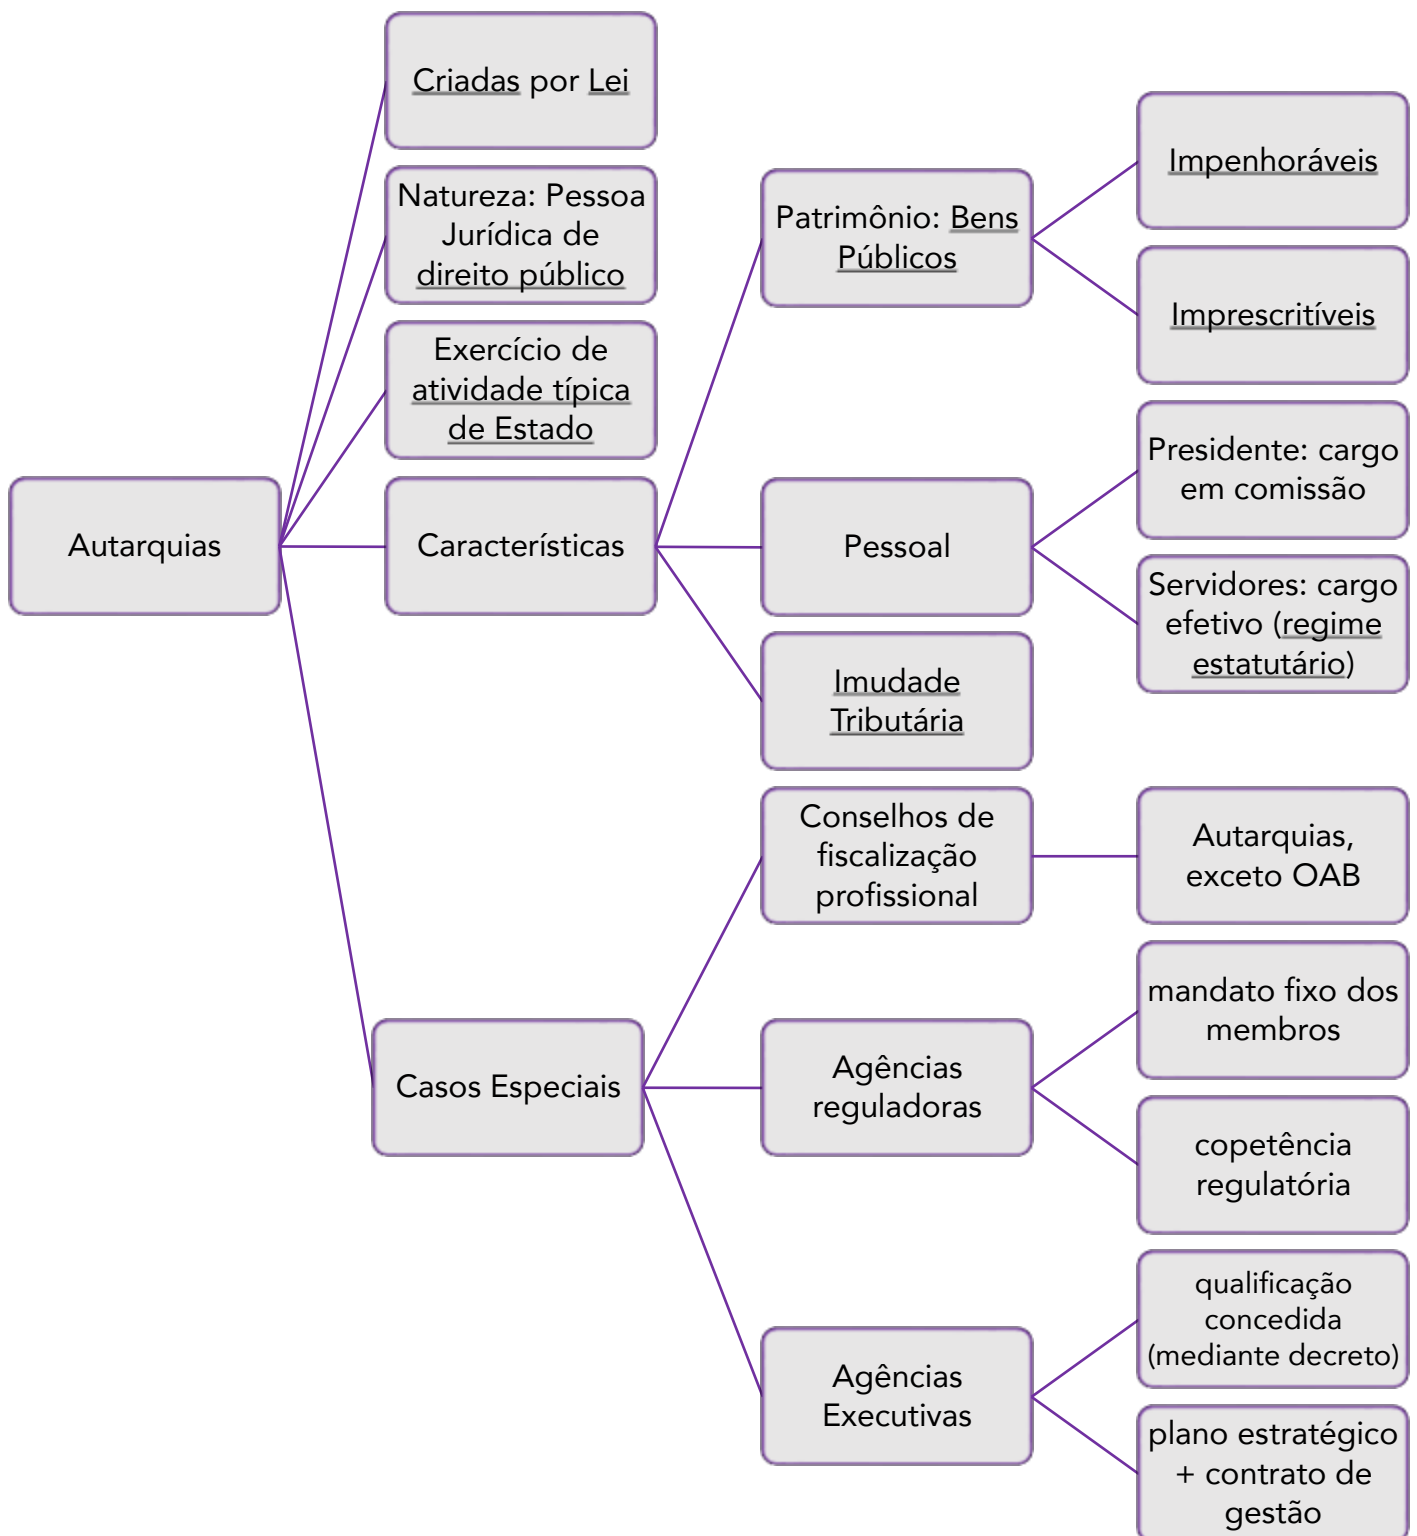 Autarquias
Criadas por Lei
Natureza: Pessoa
Jurídica de
direito público
Exercício de
atividade típica
de Estado
Características
Patrimônio: Bens
Públicos
Impenhoráveis
Imprescritíveis
Pessoal
Presidente: cargo
em comissão
Servidores: cargo
efetivo (regime
estatutário)
Imudade
Tributária
Casos Especiais
Conselhos de
fiscalização
profissional
Autarquias,
exceto OAB
Agências
reguladoras
mandato fixo dos
membros
copetência
regulatória
Agências
Executivas
qualificação
concedida
(mediante decreto)
plano estratégico
+ contrato de
gestão